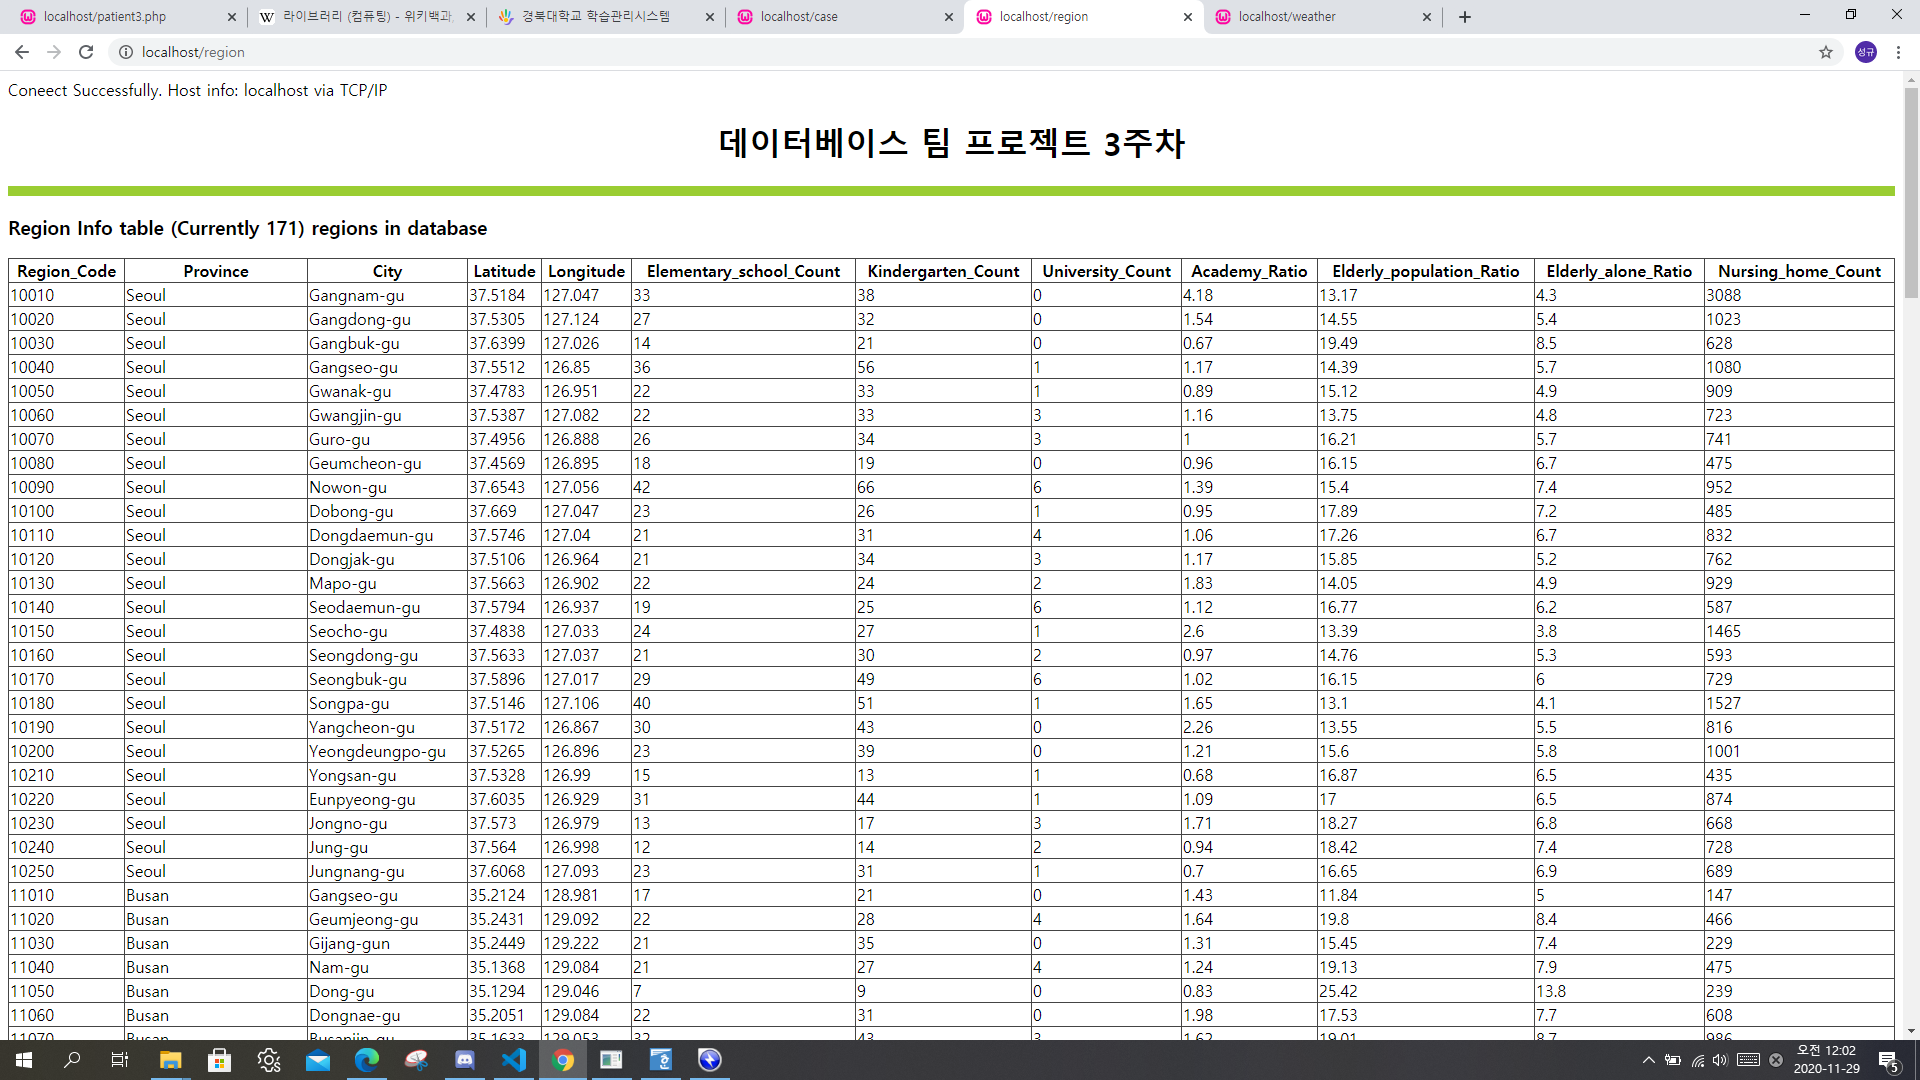 localhost/patient3.php
라이브러리 (컴퓨팅) - 위키백과,
경북대학교 학습관리시스템
localhost/case
localhost/region
localhost/weather
localhost/region
성규
Coneect Successfully. Host info: localhost via TCP/IP
데이터베이스 팀 프로젝트 3주차
Region Info table (Currently 171) regions in database
Region_Code Province City Latitude Longitude Elementary_school_Count Kindergarten_Count University_Count Academy_Ratio Elderly_population_Ratio Elderly_alone_Ratio Nursing_home_Count
10010 Seoul Gangnam-gu 37.5184 127.047 33 38 0 4.18 13.17 4.3 3088
10020 Seoul Gangdong-gu 37.5305 127.124 27 32 0 1.54 14.55 5.4 1023
10030 Seoul Gangbuk-gu 37.6399 127.026 14 21 0 0.67 19.49 8.5 628
10040 Seoul Gangseo-gu 37.5512 126.85 36 56 1 1.17 14.39 5.7 1080
10050 Seoul Gwanak-gu 37.4783 126.951 22 33 1 0.89 15.12 4.9 909
10060 Seoul Gwangjin-gu 37.5387 127.082 22 33 3 1.16 13.75 4.8 723
10070 Seoul Guro-gu 37.4956 126.888 26 34 3 1 16.21 5.7 741
10080 Seoul Geumcheon-gu 37.4569 126.895 18 19 0 0.96 16.15 6.7 475
10090 Seoul Nowon-gu 37.6543 127.056 42 66 6 1.39 15.4 7.4 952
10100 Seoul Dobong-gu 37.669 127.047 23 26 1 0.95 17.89 7.2 485
10110 Seoul Dongdaemun-gu 37.5746 127.04 21 31 4 1.06 17.26 6.7 832
10120 Seoul Dongjak-gu 37.5106 126.964 21 34 3 1.17 15.85 5.2 762
10130 Seoul Mapo-gu 37.5663 126.902 22 24 2 1.83 14.05 4.9 929
10140 Seoul Seodaemun-gu 37.5794 126.937 19 25 6 1.12 16.77 6.2 587
10150 Seoul Seocho-gu 37.4838 127.033 24 27 1 2.6 13.39 3.8 1465
10160 Seoul Seongdong-gu 37.5633 127.037 21 30 2 0.97 14.76 5.3 593
10170 Seoul Seongbuk-gu 37.5896 127.017 29 49 6 1.02 16.15 6 729
10180 Seoul Songpa-gu 37.5146 127.106 40 51 1 1.65 13.1 4.1 1527
10190 Seoul Yangcheon-gu 37.5172 126.867 30 43 0 2.26 13.55 5.5 816
10200 Seoul Yeongdeungpo-gu 37.5265 126.896 23 39 0 1.21 15.6 5.8 1001
10210 Seoul Yongsan-gu 37.5328 126.99 15 13 1 0.68 16.87 6.5 435
10220 Seoul Eunpyeong-gu 37.6035 126.929 31 44 1 1.09 17 6.5 874
10230 Seoul Jongno-gu 37.573 126.979 13 17 3 1.71 18.27 6.8 668
10240 Seoul Jung-gu 37.564 126.998 12 14 2 0.94 18.42 7.4 728
10250 Seoul Jungnang-gu 37.6068 127.093 23 31 1 0.7 16.65 6.9 689
11010 Busan Gangseo-gu 35.2124 128.981 17 21 0 1.43 11.84 5 147
11020 Busan Geumjeong-gu 35.2431 129.092 22 28 4 1.64 19.8 8.4 466
11030 Busan Gijang-gun 35.2449 129.222 21 35 0 1.31 15.45 7.4 229
11040 Busan Nam-gu 35.1368 129.084 21 27 4 1.24 19.13 7.9 475
11050 Busan Dong-gu 35.1294 129.046 7 9 0 0.83 25.42 13.8 239
11060 Busan Dongnae-gu 35.2051 129.084 22 31 0 1.98 17.53 7.7 608
11070 Busan Busanjin-gu 35.1633 129.053 32 43 3 1.62 19.01 8.7 986
오전 12:02
2020-11-29
5